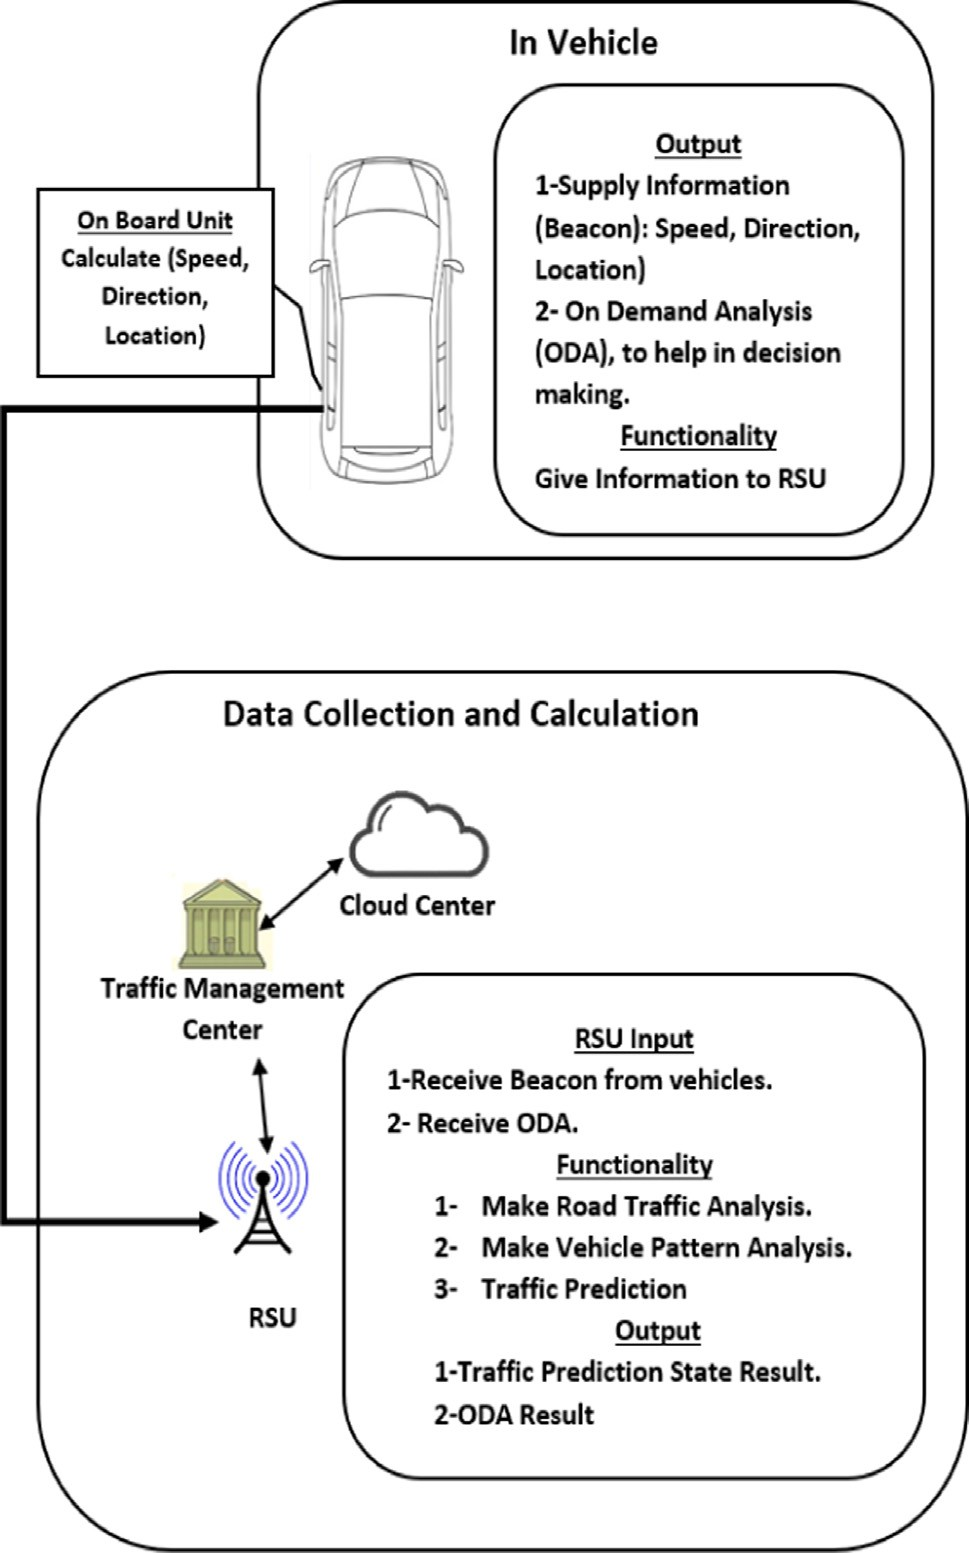 In Vehicle
On Board Unit
Calculate (Speed,
Direction,
Location)
Output
1-Supply Information
(Beacon): Speed, Direction,
Location)
2- On Demand Analysis
(ODA), to help in decision
making.
Functionality
Give Information to RSU
Data Collection and Calculation
Cloud Center
Traffic Management
Center
RSU
RSU Input
1-Receive Beacon from vehicles.
2- Receive ODA.
Functionality
1- Make Road Traffic Analysis.
2- Make Vehicle Pattern Analysis.
3- Traffic Prediction
Output
1-Traffic Prediction State Result.
2-ODA Result